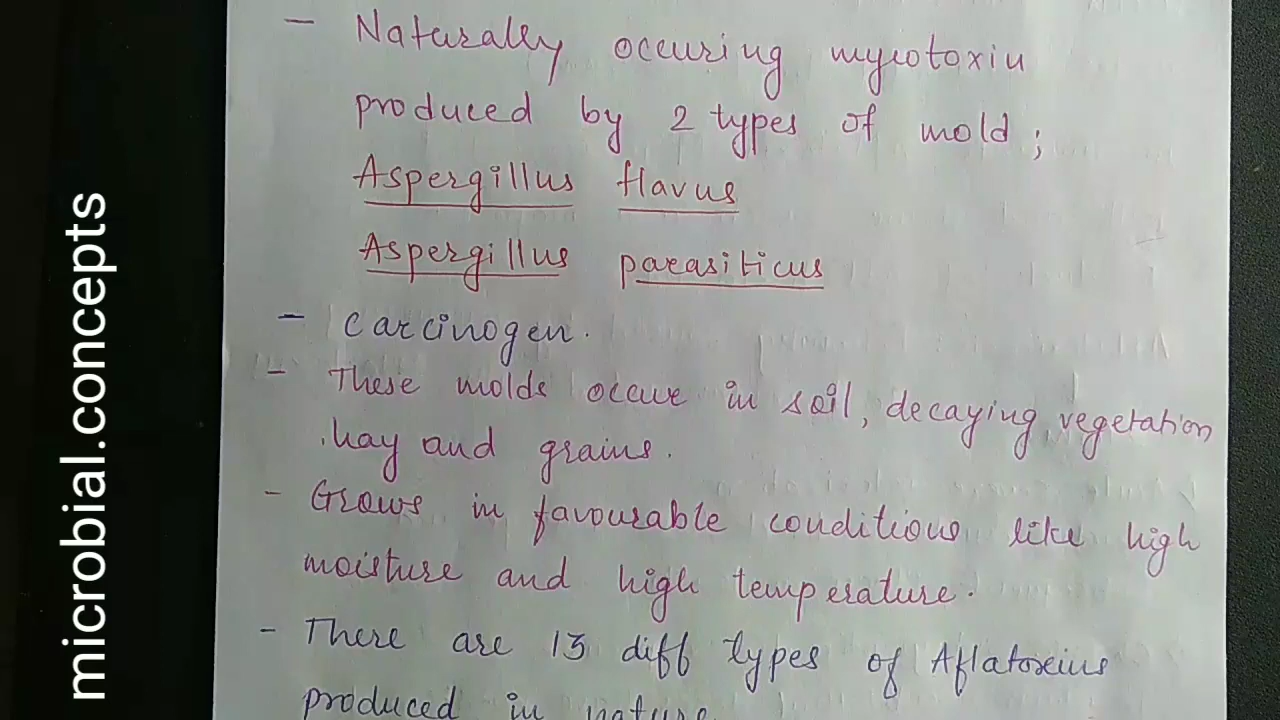 - Naturally occuring mycotoxin
produced by 2 types of mold;
Aspergillus flavus
Aspergillus parasiticus
- Carcinogen.
- These molds occur in soil, decaying vegetation
, hay and grains.
- Grows in favourable conditions like high
moisture and high temperature.
- There are 13 diff types of Aflatoxins
produced in nature
microbial.concepts